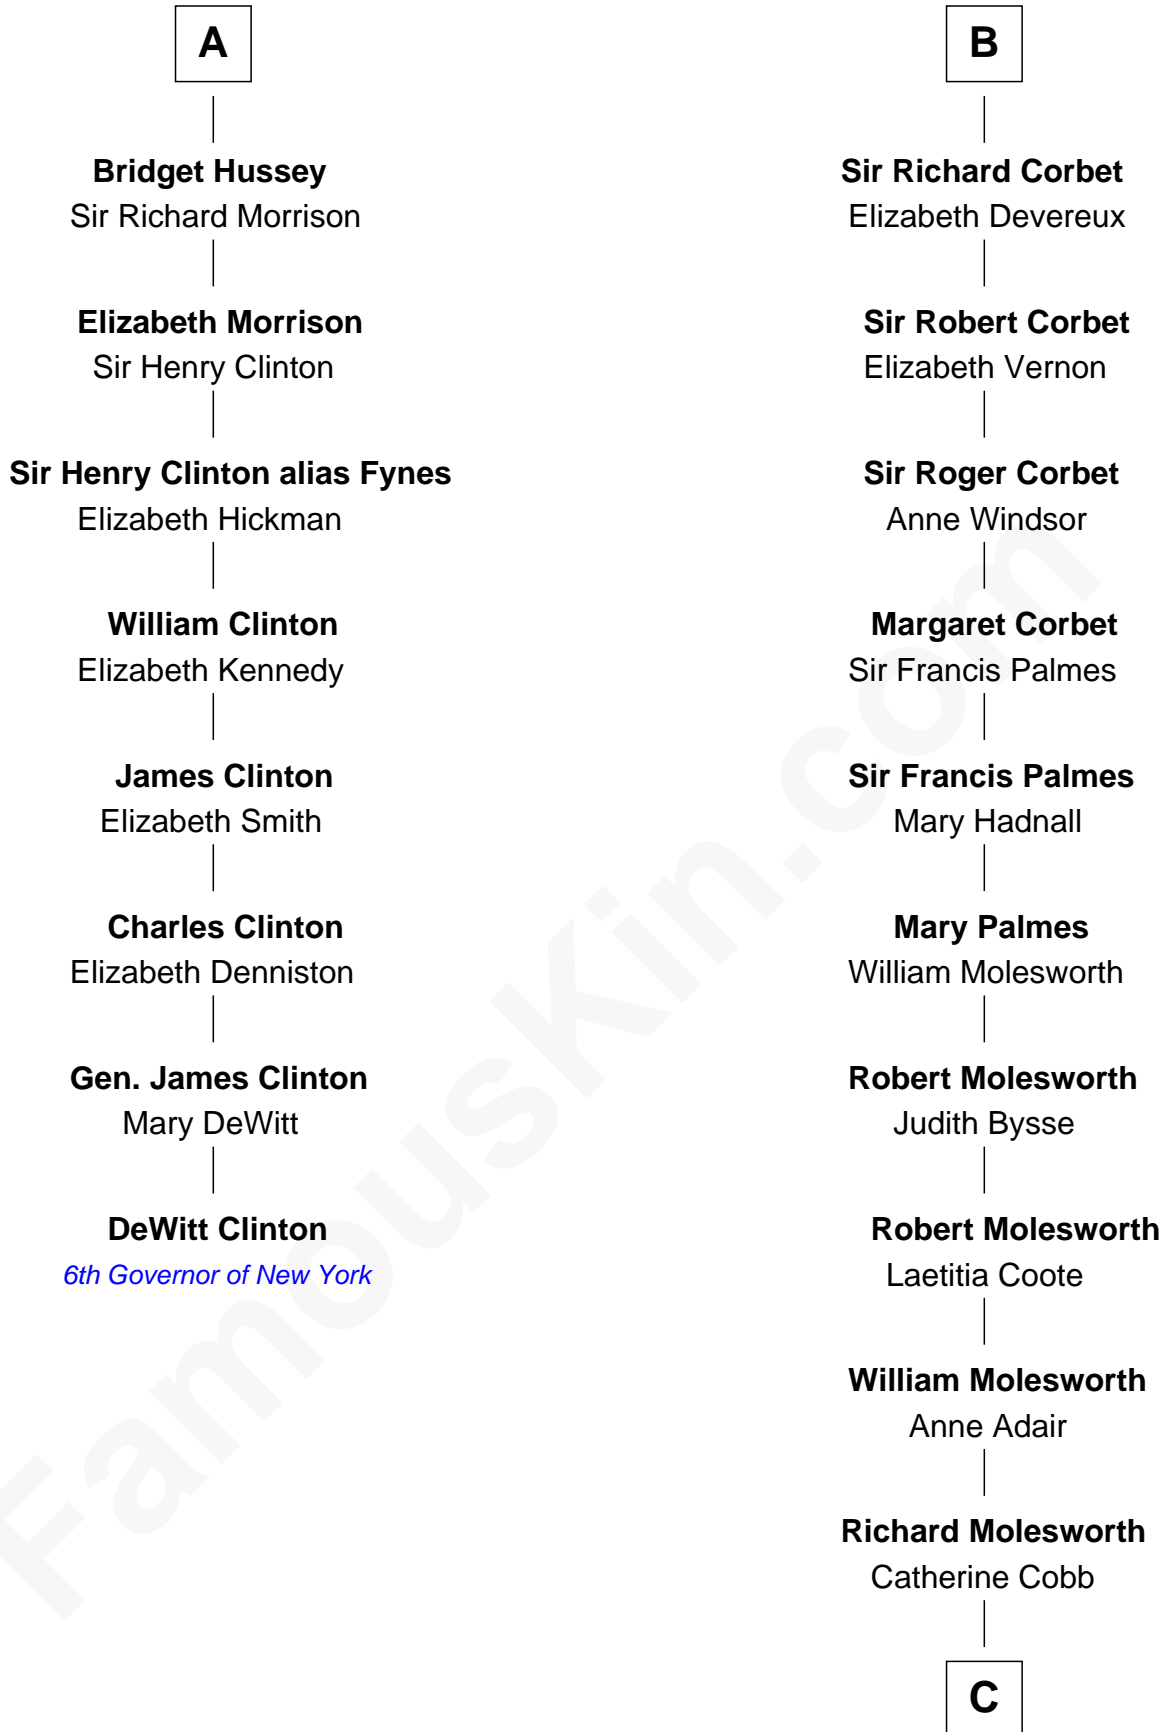 A
Bridget Hussey
Sir Richard Morrison
Elizabeth Morrison
Sir Henry Clinton
Sir Henry Clinton alias Fynes
Elizabeth Hickman
William Clinton
Elizabeth Kennedy
James Clinton
Elizabeth Smith
Charles Clinton
Elizabeth Denniston
Gen. James Clinton
Mary DeWitt
DeWitt Clinton
6th Governor of New York
B
Sir Richard Corbet
Elizabeth Devereux
Sir Robert Corbet
Elizabeth Vernon
Sir Roger Corbet
Anne Windsor
Margaret Corbet
Sir Francis Palmes
Sir Francis Palmes
Mary Hadnall
Mary Palmes
William Molesworth
Robert Molesworth
Judith Bysse
Robert Molesworth
Laetitia Coote
William Molesworth
Anne Adair
Richard Molesworth
Catherine Cobb
C
FamousKin.com